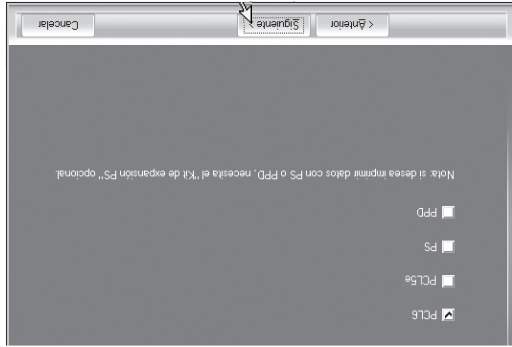 PCL6
PCL5e
PS
PPD
Nota: si desea imprimir datos con PS o PPD, necesita el "Kit de expansión PS" opcional.
< Anterior
Siguiente >
Cancelar